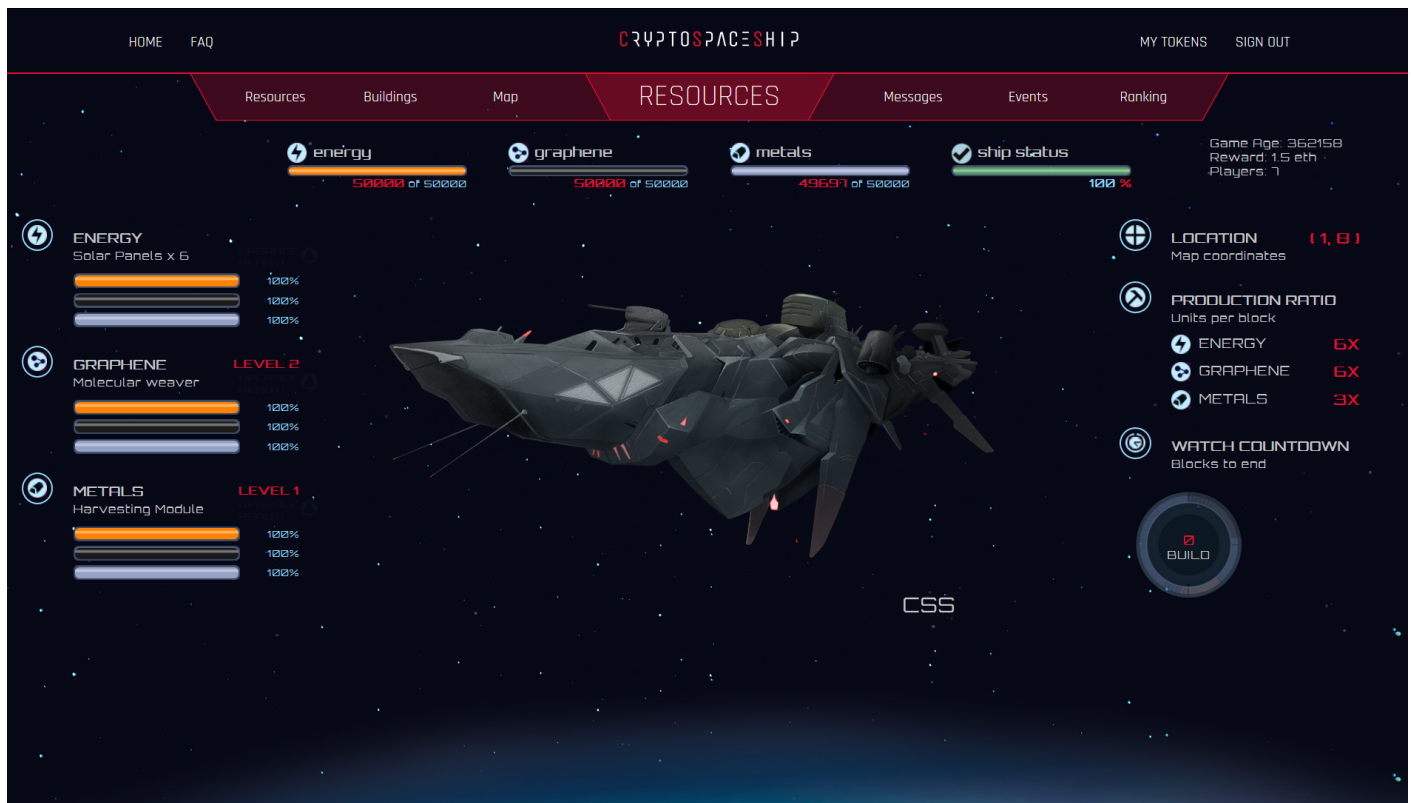 HOME FAQ CRYPTOSPACESHIP MY TOKENS SIGN OUT
Resources Buildings Map RESOURCES Messages Events Ranking
energy graphene metals ship status
50000 of 50000 50000 of 50000 49697 of 50000 100 %
Game Age: 362158
Reward: 1.5 eth
Players: 7
ENERGY
Solar Panels x 6
100%
100%
100%
GRAPHENE LEVEL 2
Molecular weaver
100%
100%
100%
METALS LEVEL 1
Harvesting Module
100%
100%
100%
LOCATION ( 1, 8 )
Map coordinates
PRODUCTION RATIO
Units per block
ENERGY 6X
GRAPHENE 6X
METALS 3X
WATCH COUNTDOWN
Blocks to end
0
BUILD
CSS